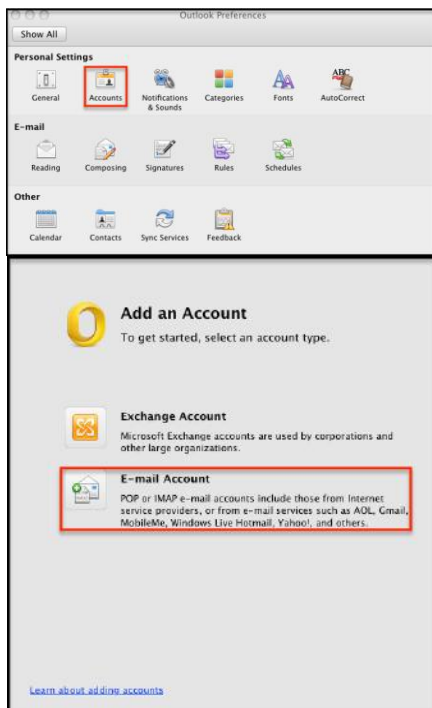 Outlook Preferences
Show All
Personal Settings
General Accounts Notifications & Sounds Categories Fonts AutoCorrect
E-mail
Reading Composing Signatures Rules Schedules
Other
Calendar Contacts Sync Services Feedback
Add an Account
To get started, select an account type.
Exchange Account
Microsoft Exchange accounts are used by corporations and
other large organizations.
E-mail Account
POP or IMAP e-mail accounts include those from Internet
service providers, or from e-mail services such as AOL, Gmail,
MobileMe, Windows Live Hotmail, Yahoo!, and others.
Learn about adding accounts